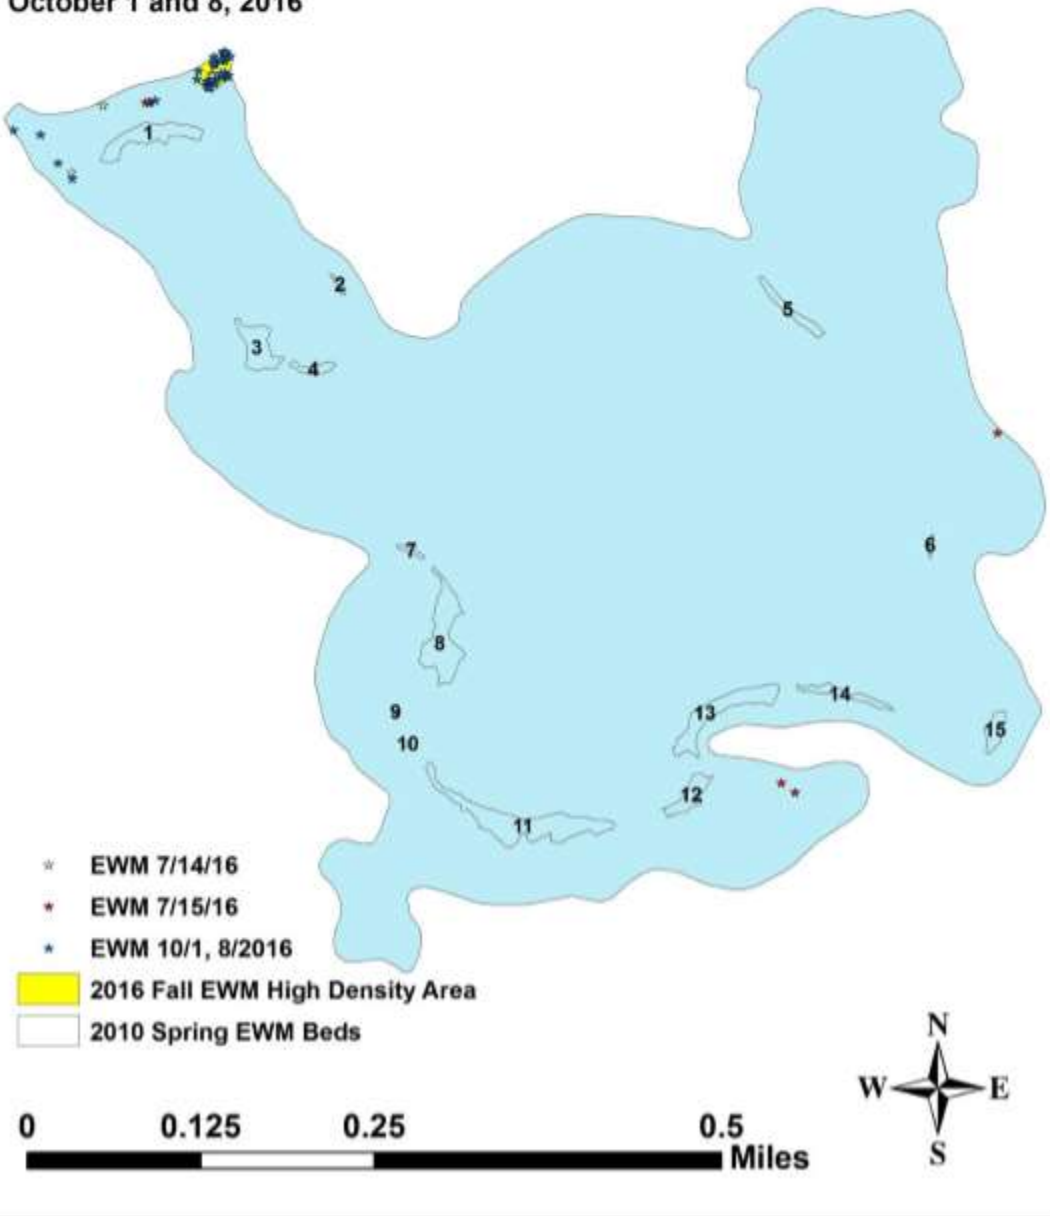 October 1 and 8, 2016
1
2
5
3
4
7
6
8
14
9
13
15
10
12
11
EWM 7/14/16
EWM 7/15/16
EWM 10/1, 8/2016
2016 Fall EWM High Density Area
2010 Spring EWM Beds
N
W E
S
0 0.125 0.25 0.5
Miles